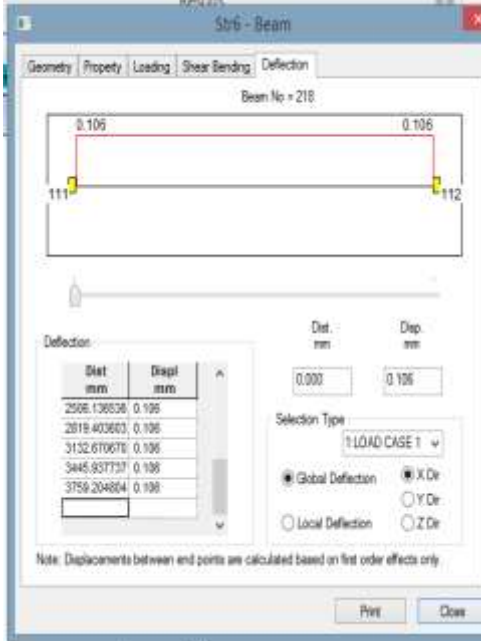 Str6 - Beam
Geometry Property Loading Shear Bending Deflection
Beam No = 218
0.106 0.106
111 112
Dist. Disp.
mm mm
Deflection
Dist Displ
mm mm
0.000 0.106
2506.136536 0.106
2819.403603 0.106
3132.670670 0.106
3445.937737 0.106
3759.204804 0.106
Selection Type
1:LOAD CASE 1
Global Deflection X Dir
Y Dir
Local Deflection Z Dir
Note: Displacements between end points are calculated based on first order effects only.
Print Close